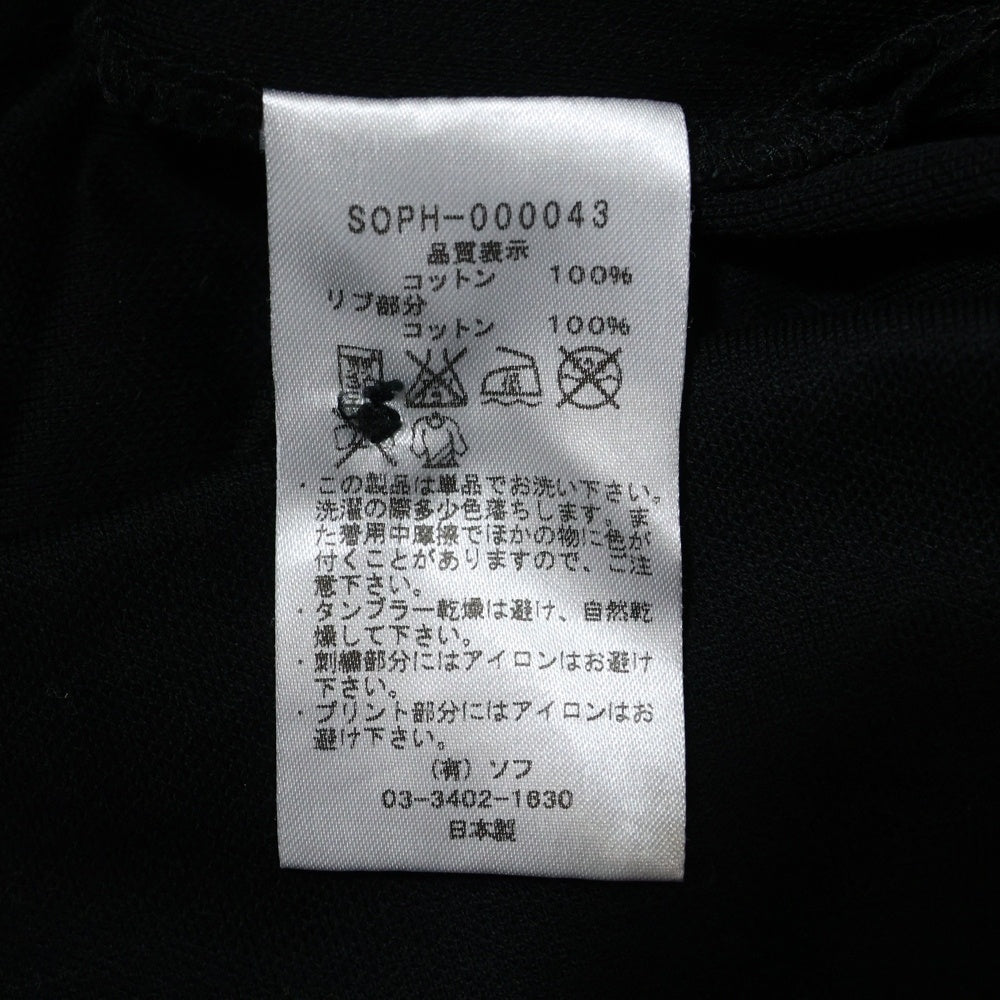 SOPH-000043
品質表示
コットン 100%
リブ部分
コットン 100%
・この製品は単品でお洗い下さい。
洗濯の際多少色落ちします。ま
た着用中摩擦でほかの物に色が
付くことがありますので、ご注
意下さい。
・タンブラー乾燥は避け、自然乾
燥して下さい。
・刺繍部分にはアイロンはお避け
下さい。
・プリント部分にはアイロンはお
避け下さい。
(有)ソフ
03-3402-1630
日本製